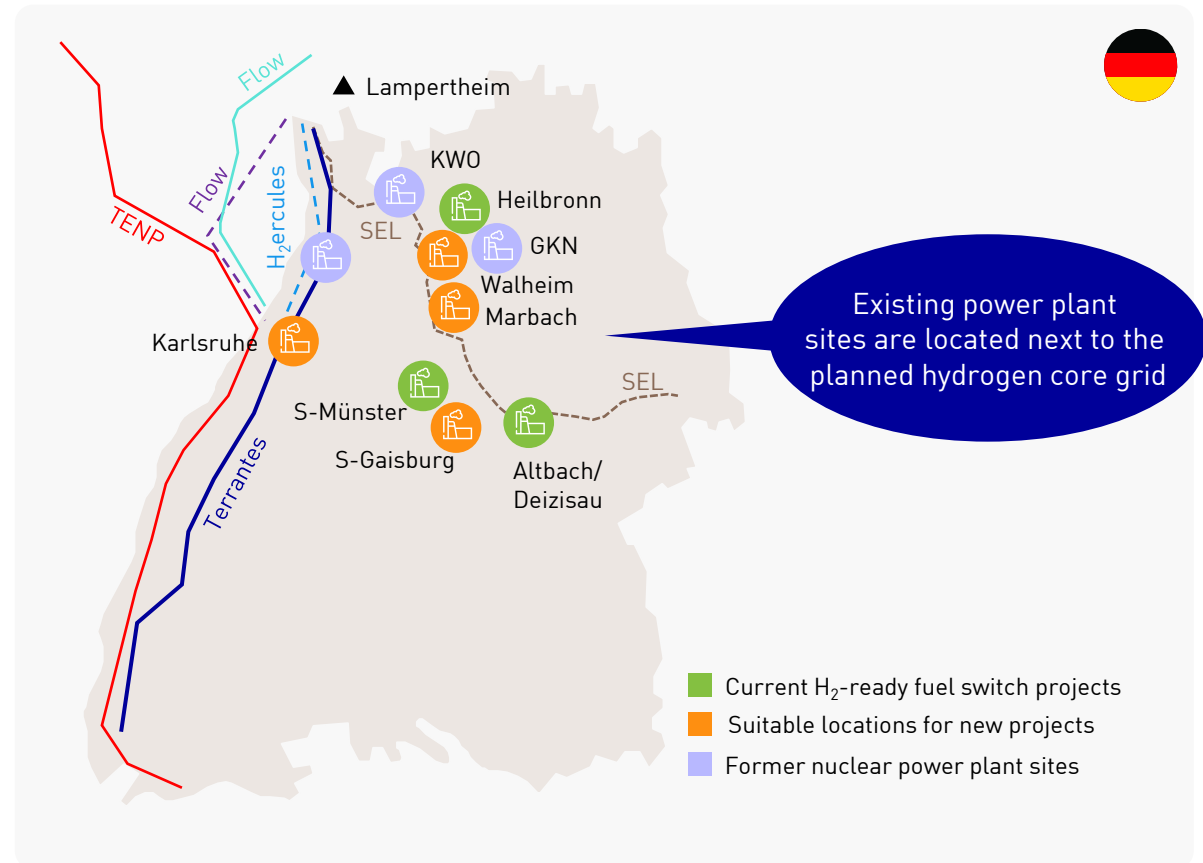 Flow
Lampertheim
KWO
Flow
H₂ercules
Heilbronn
TENP
SEL
GKN
Walheim
Marbach
Existing power plant
sites are located next to the
planned hydrogen core grid
Karlsruhe
SEL
S-Münster
S-Gaisburg
Altbach/
Deizisau
Terrantes
Current H₂-ready fuel switch projects
Suitable locations for new projects
Former nuclear power plant sites